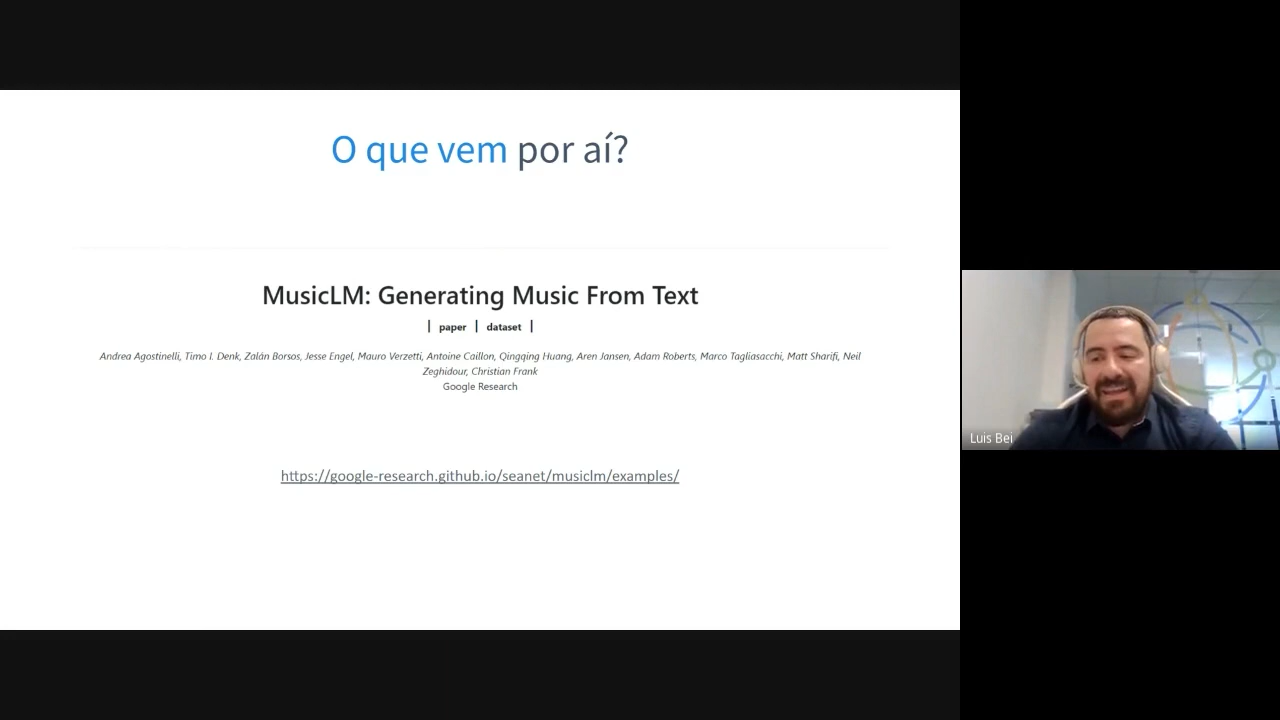 O que vem por aí?
MusicLM: Generating Music From Text
| paper | dataset |
Andrea Agostinelli, Timo I. Denk, Zalán Borsos, Jesse Engel, Mauro Verzetti, Antoine Caillon, Qingqing Huang, Aren Jansen, Adam Roberts, Marco Tagliasacchi, Matt Sharifi, Neil
Zeghidour, Christian Frank
Google Research
https://google-research.github.io/seanet/musiclm/examples/
Luis Bei